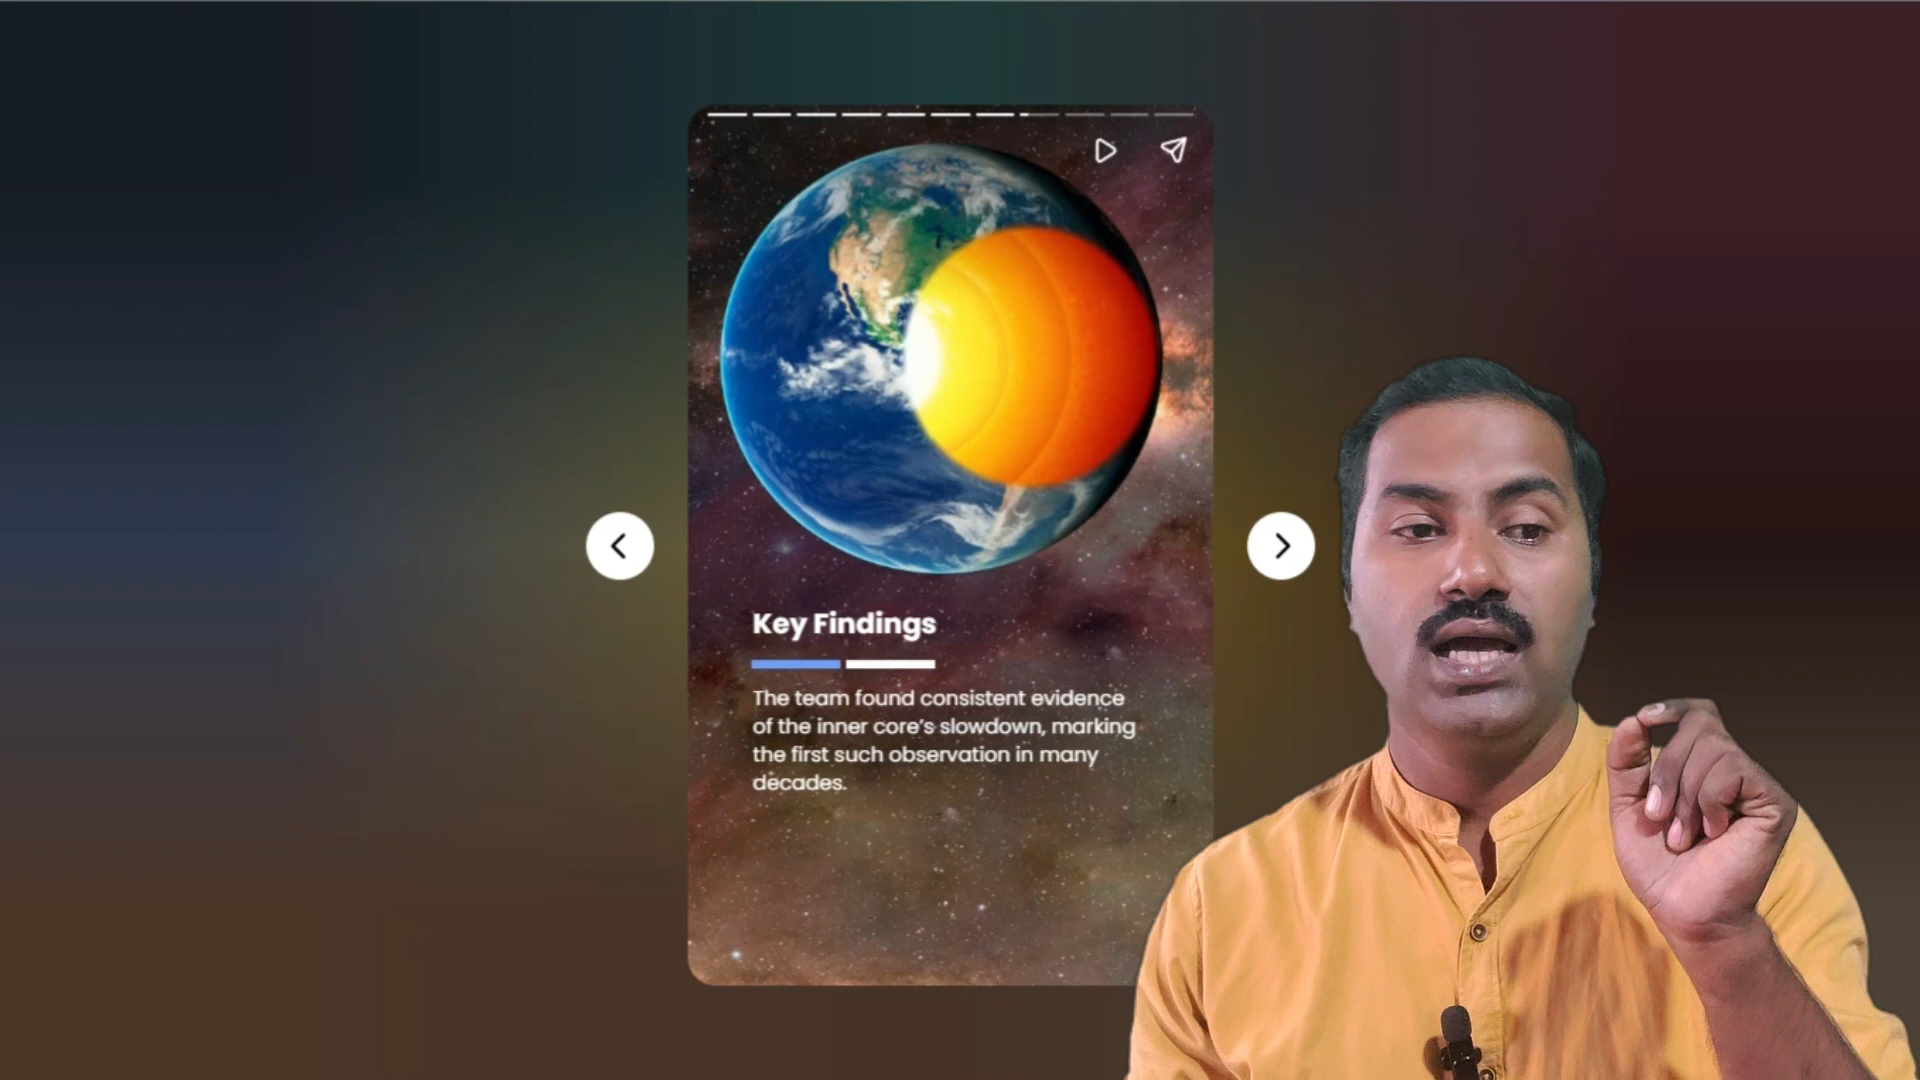 Key Findings
The team found consistent evidence
of the inner core's slowdown, marking
the first such observation in many
decades.